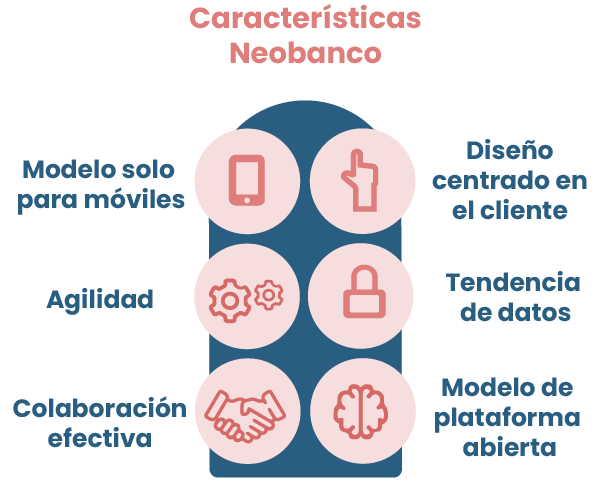 Características
Neobanco
Modelo solo
para móviles
Diseño
centrado en
el cliente
Agilidad
Tendencia
de datos
Colaboración
efectiva
Modelo de
plataforma
abierta